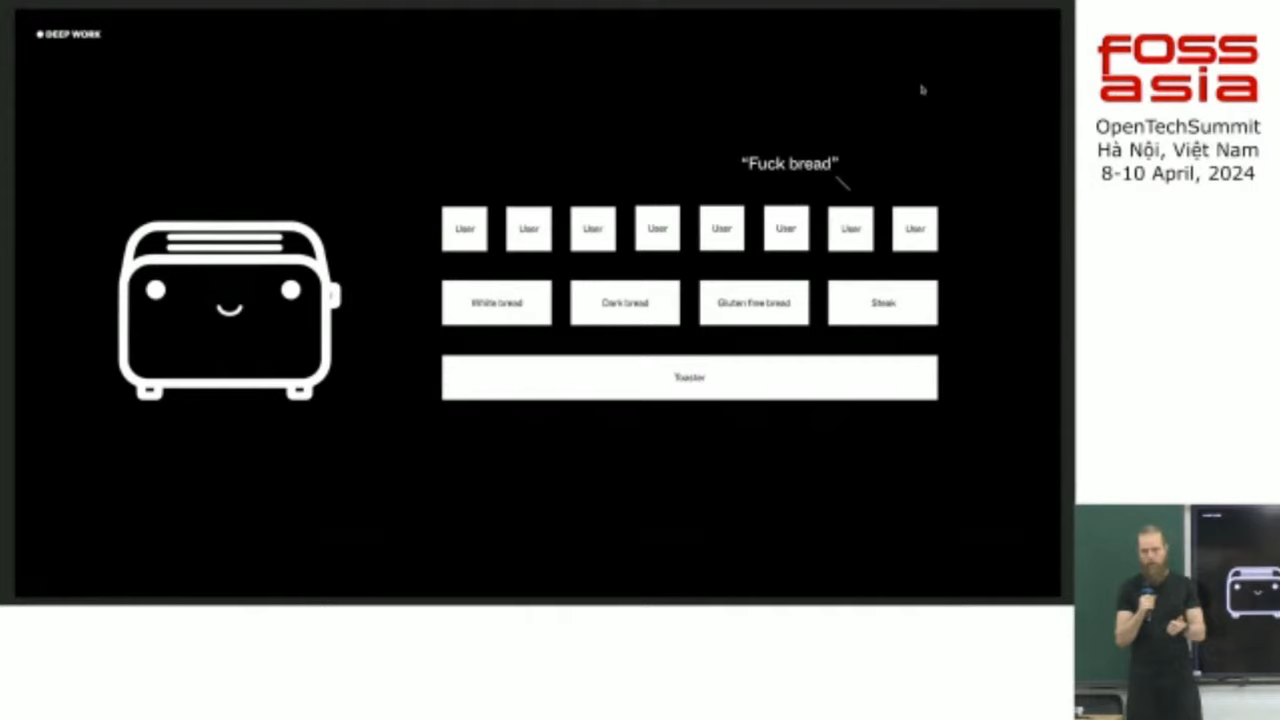 DEEP WORK
“Fuck bread”
User User User User User User User User
White bread Dark bread Gluten free bread Steak
Toaster
FOSS
asia
OpenTechSummit
Hà Nội, Việt Nam
8-10 April, 2024